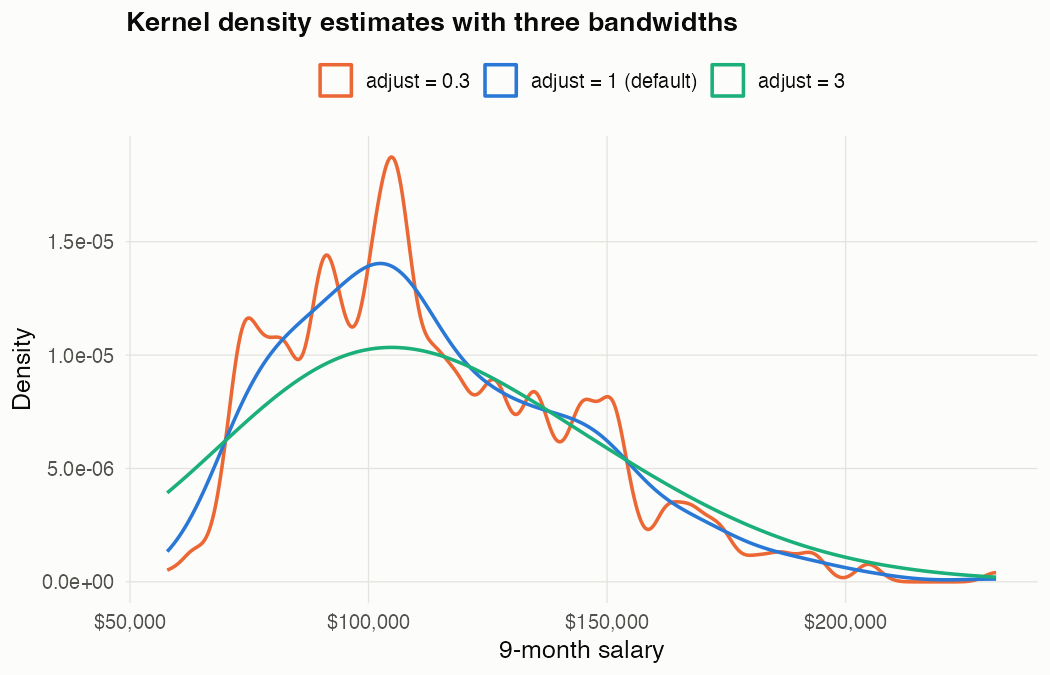 Kernel density estimates with three bandwidths
adjust = 0.3 adjust = 1 (default) adjust = 3
Density
1.5e-05
1.0e-05
5.0e-06
0.0e+00
$50,000 $100,000 $150,000 $200,000
9-month salary